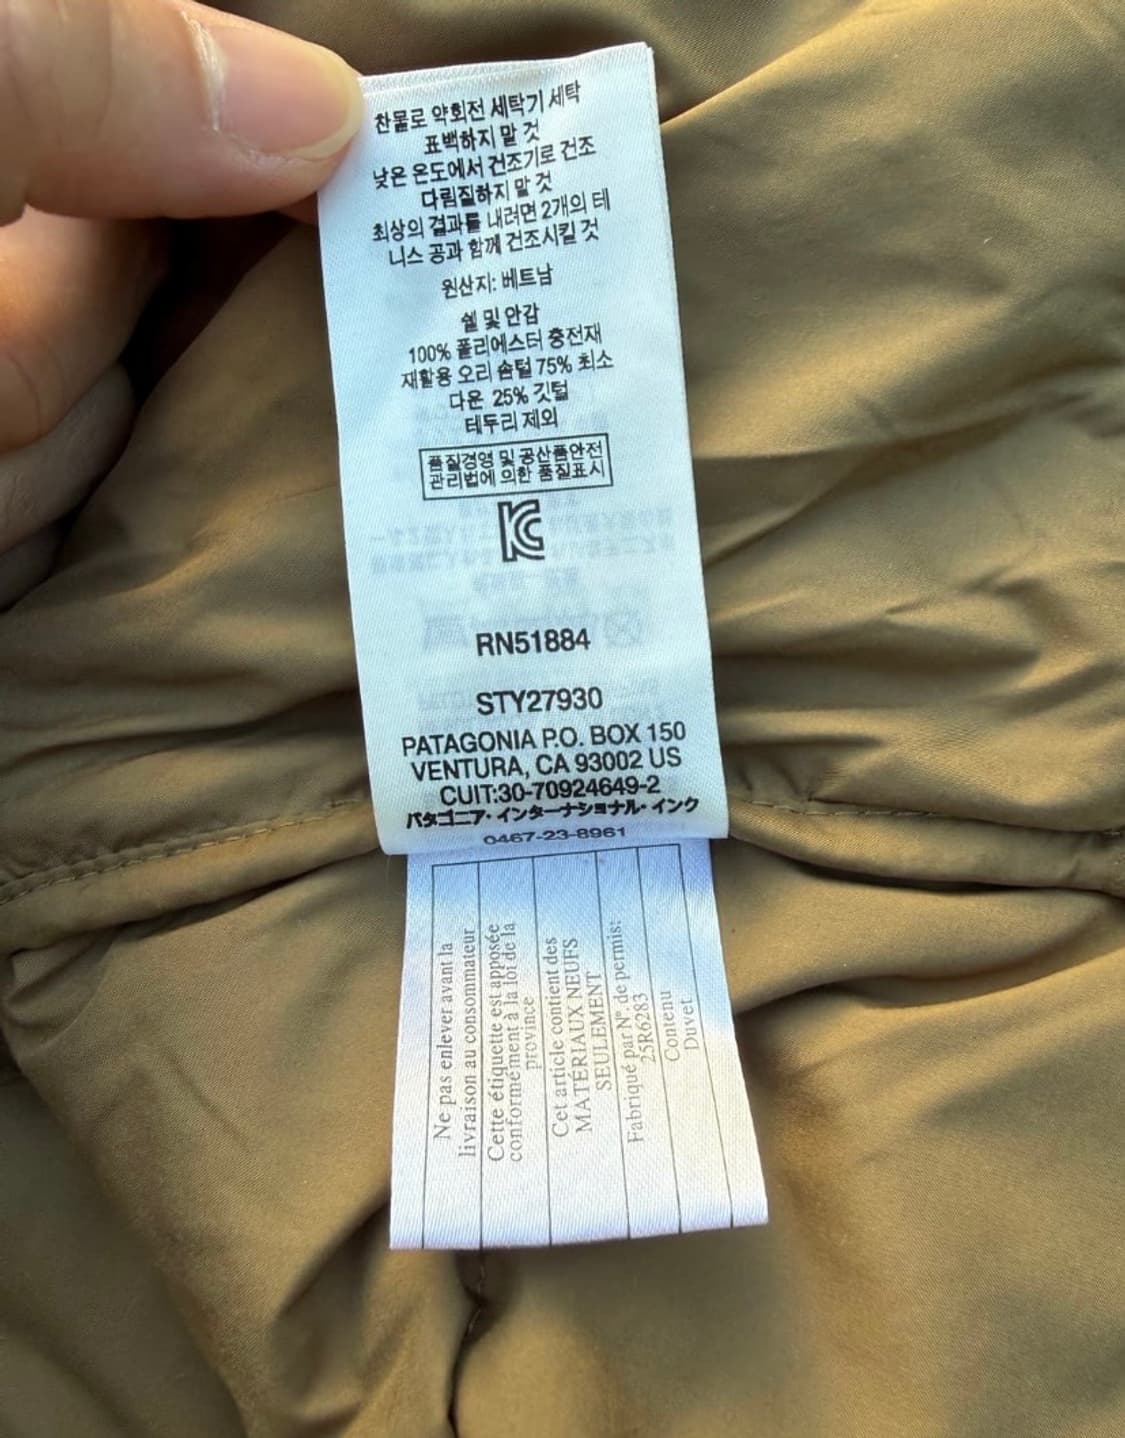 찬물로 약회전 세탁기 세탁
표백하지 말 것
낮은 온도에서 건조기로 건조
다림질하지 말 것
최상의 결과를 내려면 2개의 테
니스 공과 함께 건조시킬 것
원산지: 베트남
쉘 및 안감
100% 폴리에스터 충전재
재활용 오리 솜털 75% 최소
다운 25% 깃털
테두리 제외
품질경영 및 공산품안전
관리법에 의한 품질표시
KC
RN51884
STY27930
PATAGONIA P.O. BOX 150
VENTURA, CA 93002 US
CUIT:30-70924649-2
パタゴニア・インターナショナル・インク
0467-23-8961
Ne pas enlever avant la
livraison au consommateur
Cette étiquette est apposée
conformément à la loi de la
province
Cet article contient des
MATÉRIAUX NEUFS
SEULEMENT
Fabriqué par N°. de permis:
25R6283
Contenu
Duvet